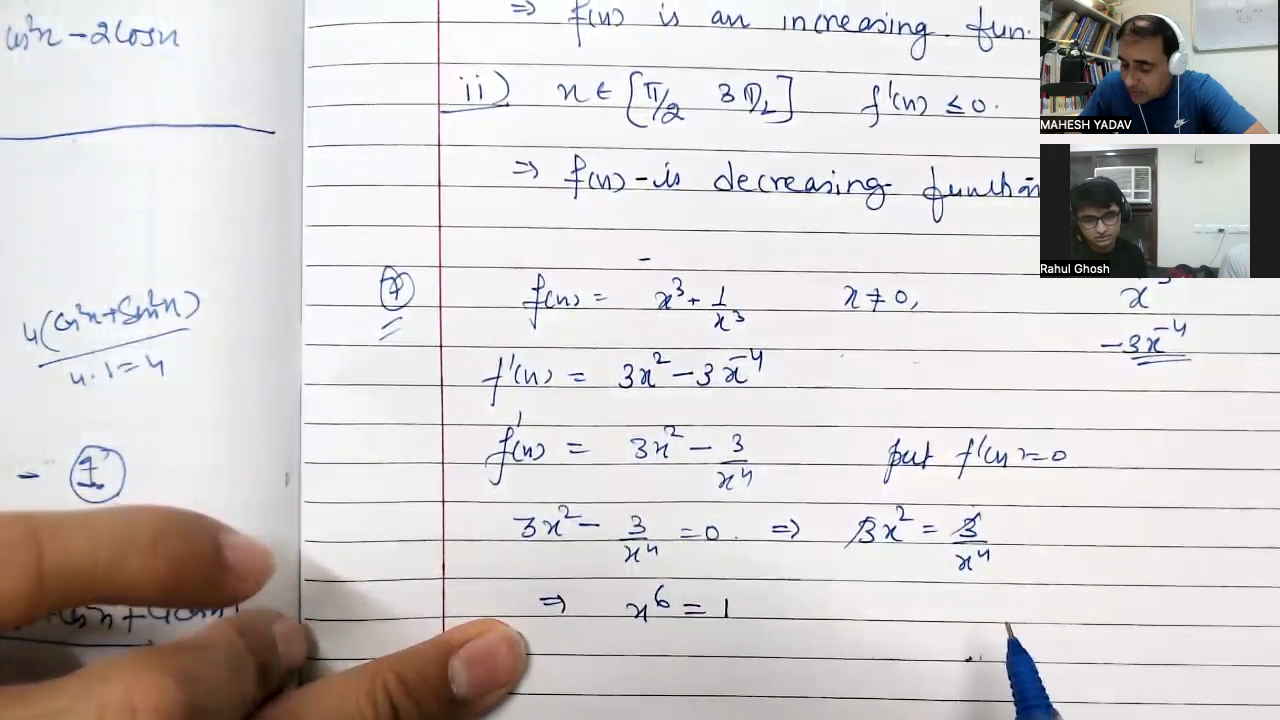 cos²x − 2cosx
4(cos²x+sin²x)
4·1=4
– I
⇒ f(x) is an increasing fun.
ii) x ∈ [π/2 3π/2] f'(x) ≤ 0.
⇒ f(x) is decreasing function
7 f(x) = x³ + 1/x³ x ≠ 0,
−3x⁻⁴
f'(x) = 3x² − 3x⁻⁴
f'(x) = 3x² − 3/x⁴ put f'(x) = 0
3x² − 3/x⁴ = 0. ⇒ 3x² = 3/x⁴
⇒ x⁶ = 1
MAHESH YADAV
Rahul Ghosh